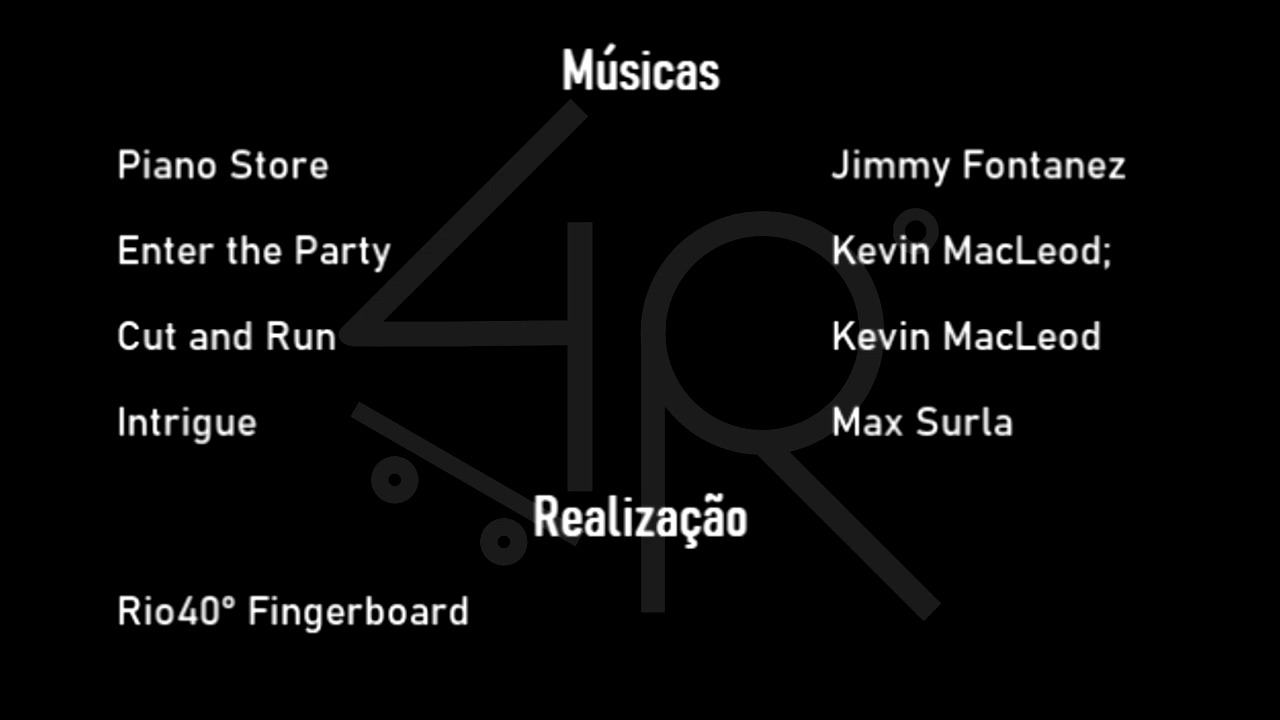 Músicas
Piano Store Jimmy Fontanez
Enter the Party Kevin MacLeod;
Cut and Run Kevin MacLeod
Intrigue Max Surla
Realização
Rio40° Fingerboard